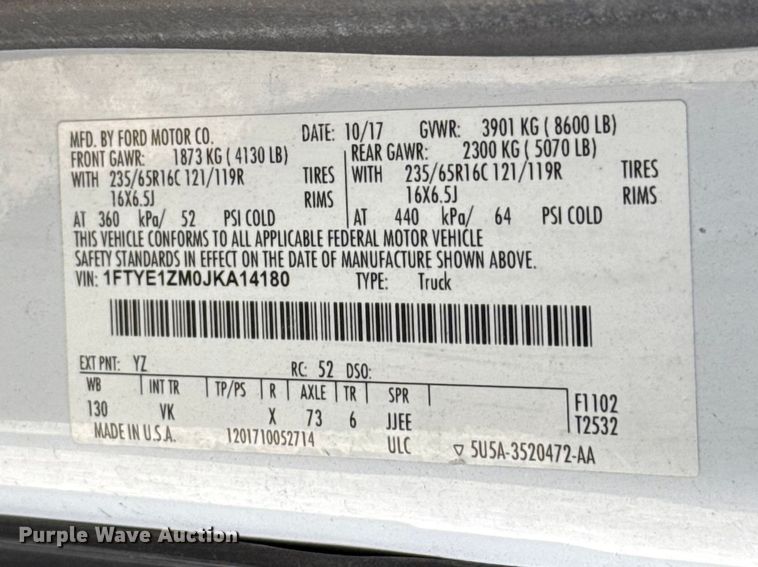 MFD. BY FORD MOTOR CO. DATE: 10/17 GVWR: 3901 KG ( 8600 LB)
FRONT GAWR: 1873 KG ( 4130 LB) REAR GAWR: 2300 KG ( 5070 LB)
WITH 235/65R16C 121/119R TIRES WITH 235/65R16C 121/119R TIRES
16X6.5J RIMS 16X6.5J RIMS
AT 360 kPa/ 52 PSI COLD AT 440 kPa/ 64 PSI COLD
THIS VEHICLE CONFORMS TO ALL APPLICABLE FEDERAL MOTOR VEHICLE
SAFETY STANDARDS IN EFFECT ON THE DATE OF MANUFACTURE SHOWN ABOVE.
VIN: 1FTYE1ZM0JKA14180 TYPE: Truck
EXT PNT: YZ RC: 52 DSO:
WB INT TR TP/PS R AXLE TR SPR F1102
130 VK X 73 6 JJEE T2532
MADE IN U.S.A. 1201710052714 ULC ▽ 5U5A-3520472-AA
Purple Wave Auction